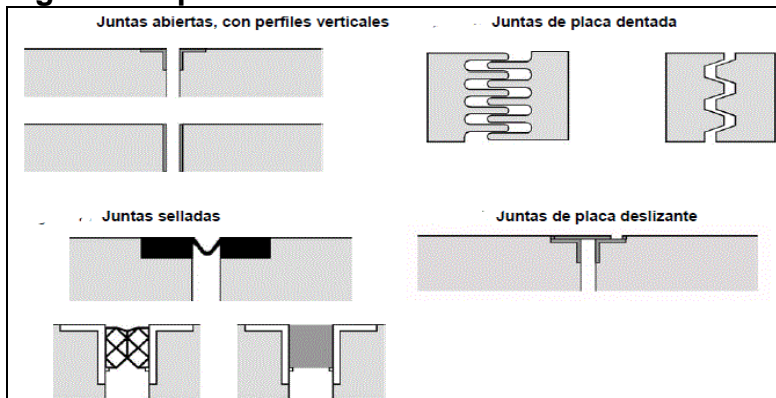 Juntas abiertas, con perfiles verticales
Juntas de placa dentada
Juntas selladas
Juntas de placa deslizante